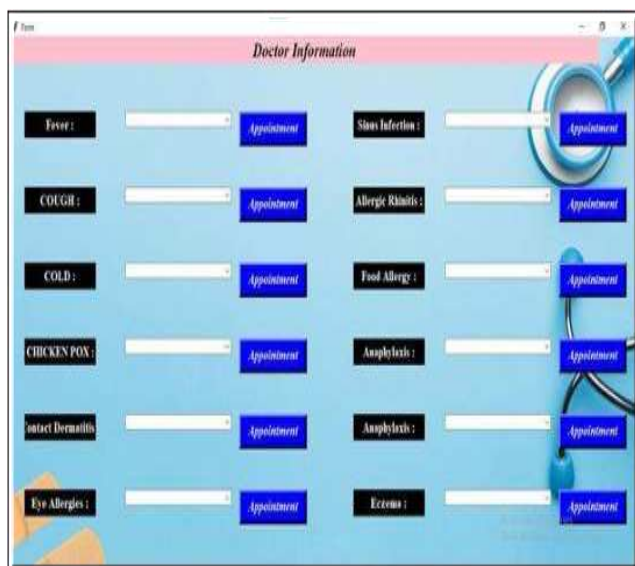 Form
Doctor Information
Fever : Appointment Sinus Infection : Appointment
COUGH : Appointment Allergic Rhinitis : Appointment
COLD : Appointment Food Allergy : Appointment
CHICKEN POX : Appointment Anaphylaxis : Appointment
ontact Dermatitis Appointment Anaphylaxis : Appointment
Eye Allergies : Appointment Eczema : Appointment